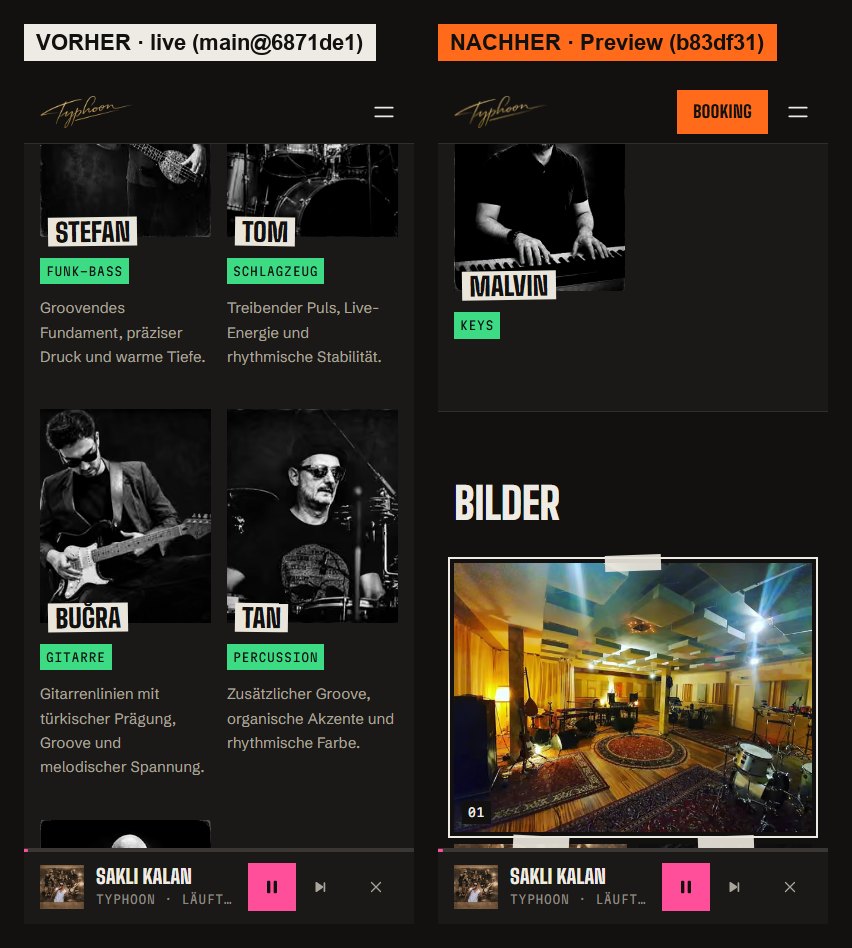 VORHER · live (main@6871de1)
Typhoon
STEFAN
FUNK-BASS
Groovendes
Fundament, präziser
Druck und warme Tiefe.
TOM
SCHLAGZEUG
Treibender Puls, Live-
Energie und
rhythmische Stabilität.
BUĞRA
GITARRE
Gitarrenlinien mit
türkischer Prägung,
Groove und
melodischer Spannung.
TAN
PERCUSSION
Zusätzlicher Groove,
organische Akzente und
rhythmische Farbe.
SAKLI KALAN
TYPHOON · LÄUFT…
NACHHER · Preview (b83df31)
Typhoon
BOOKING
MALVIN
KEYS
BILDER
01
SAKLI KALAN
TYPHOON · LÄUFT…